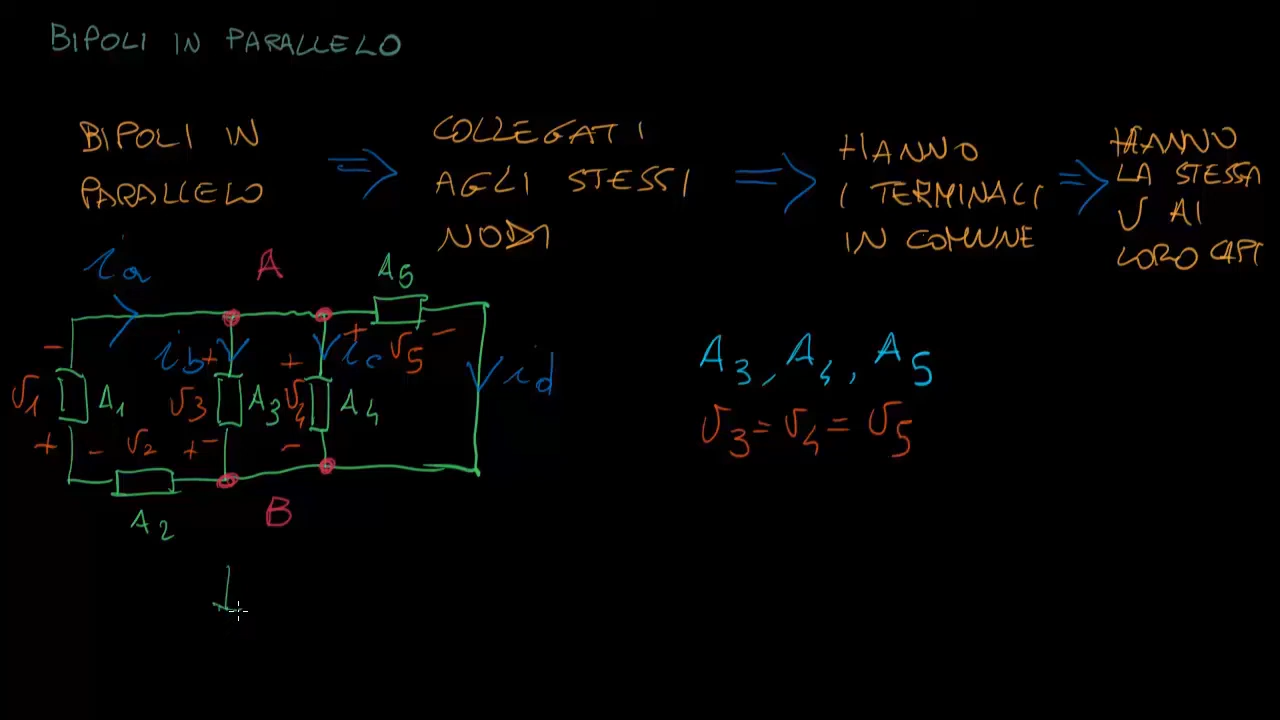 BIPOLI IN PARALLELO
BIPOLI IN
PARALLELO
⇒
COLLEGATI
AGLI STESSI
NODI
⇒
HANNO
I TERMINALI
IN COMUNE
⇒
HANNO
LA STESSA
V AI
LORO CAPI
ia
A
A5
- ib + + ic + V5 - id
V1 A1 V3 A3 V4 A4
+ - V2 + - -
B
A2
A3, A4, A5
V3 = V4 = V5